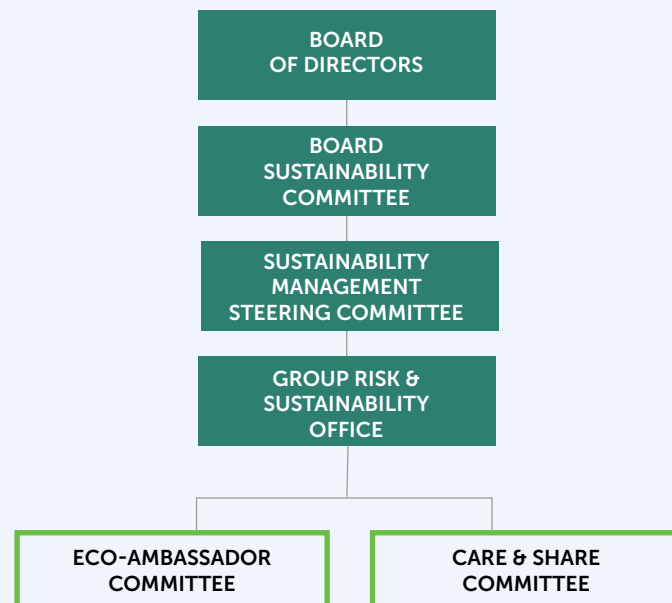 BOARD
OF DIRECTORS
BOARD
SUSTAINABILITY
COMMITTEE
SUSTAINABILITY
MANAGEMENT
STEERING COMMITTEE
GROUP RISK &
SUSTAINABILITY
OFFICE
ECO-AMBASSADOR
COMMITTEE
CARE & SHARE
COMMITTEE